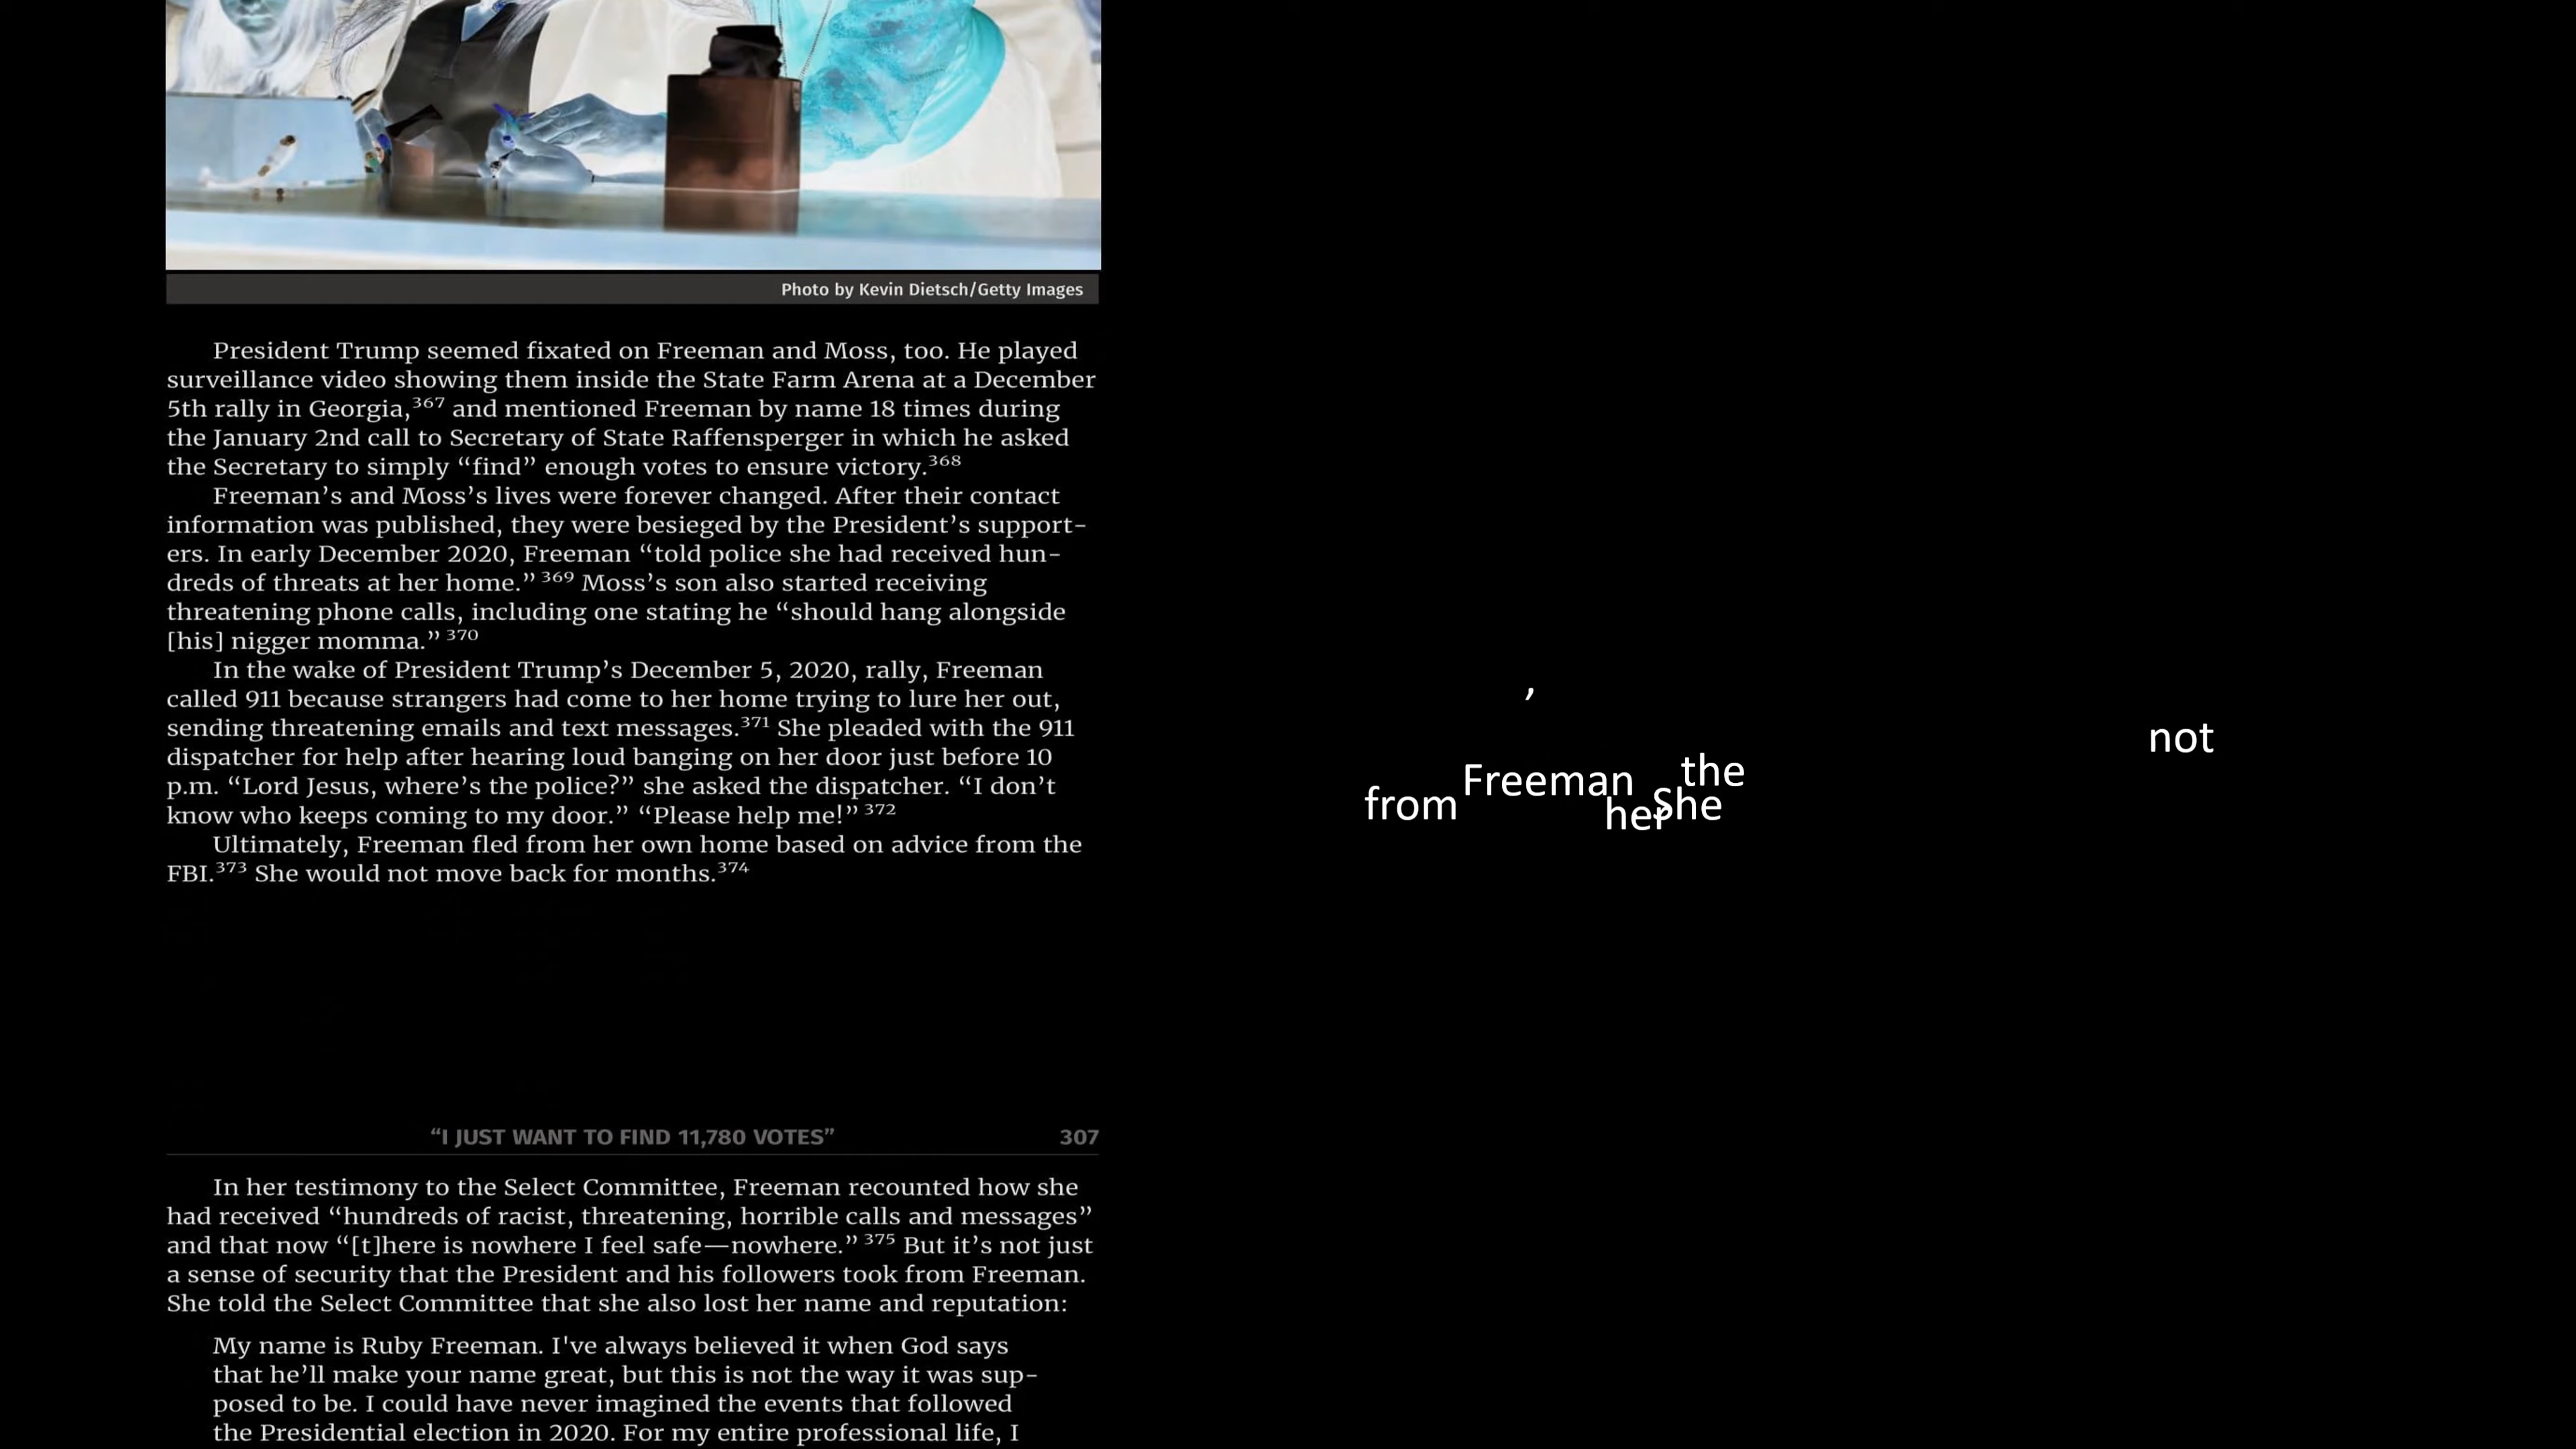 Photo by Kevin Dietsch/Getty Images
President Trump seemed fixated on Freeman and Moss, too. He played
surveillance video showing them inside the State Farm Arena at a December
5th rally in Georgia,367 and mentioned Freeman by name 18 times during
the January 2nd call to Secretary of State Raffensperger in which he asked
the Secretary to simply “find” enough votes to ensure victory.368
Freeman’s and Moss’s lives were forever changed. After their contact
information was published, they were besieged by the President’s support-
ers. In early December 2020, Freeman “told police she had received hun-
dreds of threats at her home.” 369 Moss’s son also started receiving
threatening phone calls, including one stating he “should hang alongside
[his] nigger momma.” 370
In the wake of President Trump’s December 5, 2020, rally, Freeman
called 911 because strangers had come to her home trying to lure her out,
sending threatening emails and text messages.371 She pleaded with the 911
dispatcher for help after hearing loud banging on her door just before 10
p.m. “Lord Jesus, where’s the police?” she asked the dispatcher. “I don’t
know who keeps coming to my door.” “Please help me!” 372
Ultimately, Freeman fled from her own home based on advice from the
FBI.373 She would not move back for months.374
“I JUST WANT TO FIND 11,780 VOTES” 307
In her testimony to the Select Committee, Freeman recounted how she
had received “hundreds of racist, threatening, horrible calls and messages”
and that now “[t]here is nowhere I feel safe—nowhere.” 375 But it’s not just
a sense of security that the President and his followers took from Freeman.
She told the Select Committee that she also lost her name and reputation:
My name is Ruby Freeman. I've always believed it when God says
that he’ll make your name great, but this is not the way it was sup-
posed to be. I could have never imagined the events that followed
the Presidential election in 2020. For my entire professional life, I
,
not
the
Freeman
from
her
She